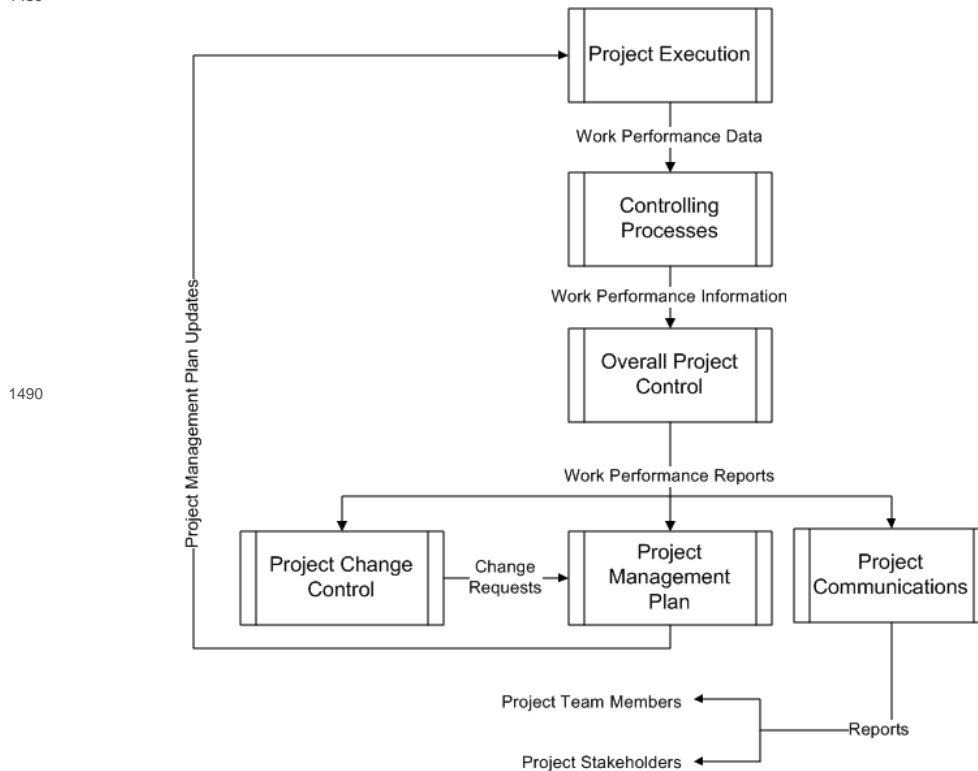 Project Execution
Work Performance Data
Controlling
Processes
Work Performance Information
Project Management Plan Updates
Overall Project
Control
1490
Work Performance Reports
Project Change
Control
Change
Requests
Project
Management
Plan
Project
Communications
Project Team Members
Reports
Project Stakeholders